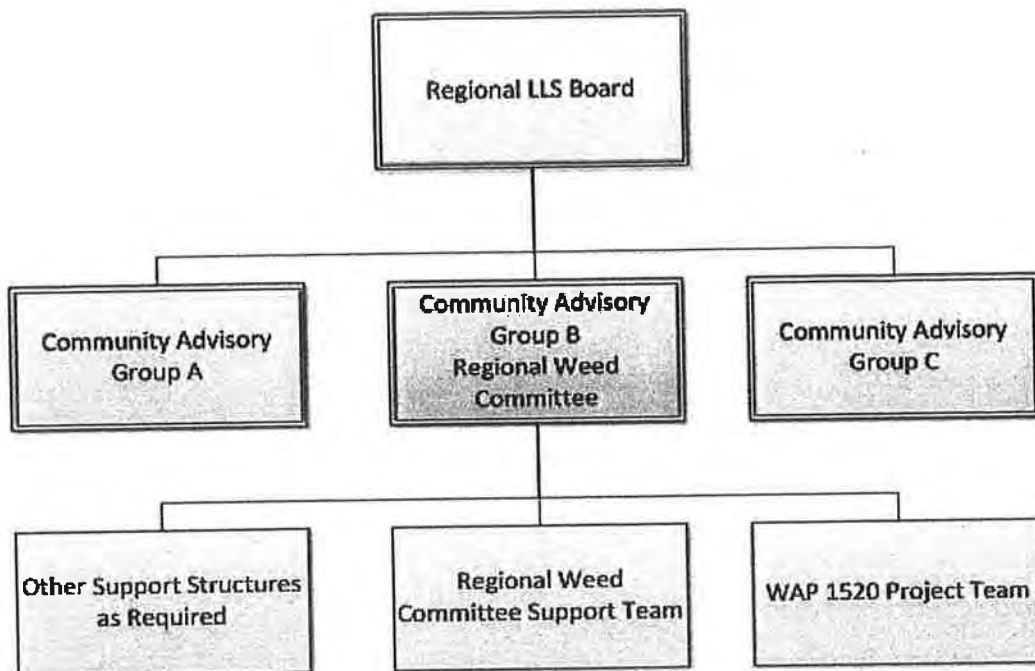 Regional LLS Board
Community Advisory
Group A
Community Advisory
Group B
Regional Weed
Committee
Community Advisory
Group C
Other Support Structures
as Required
Regional Weed
Committee Support Team
WAP 1520 Project Team